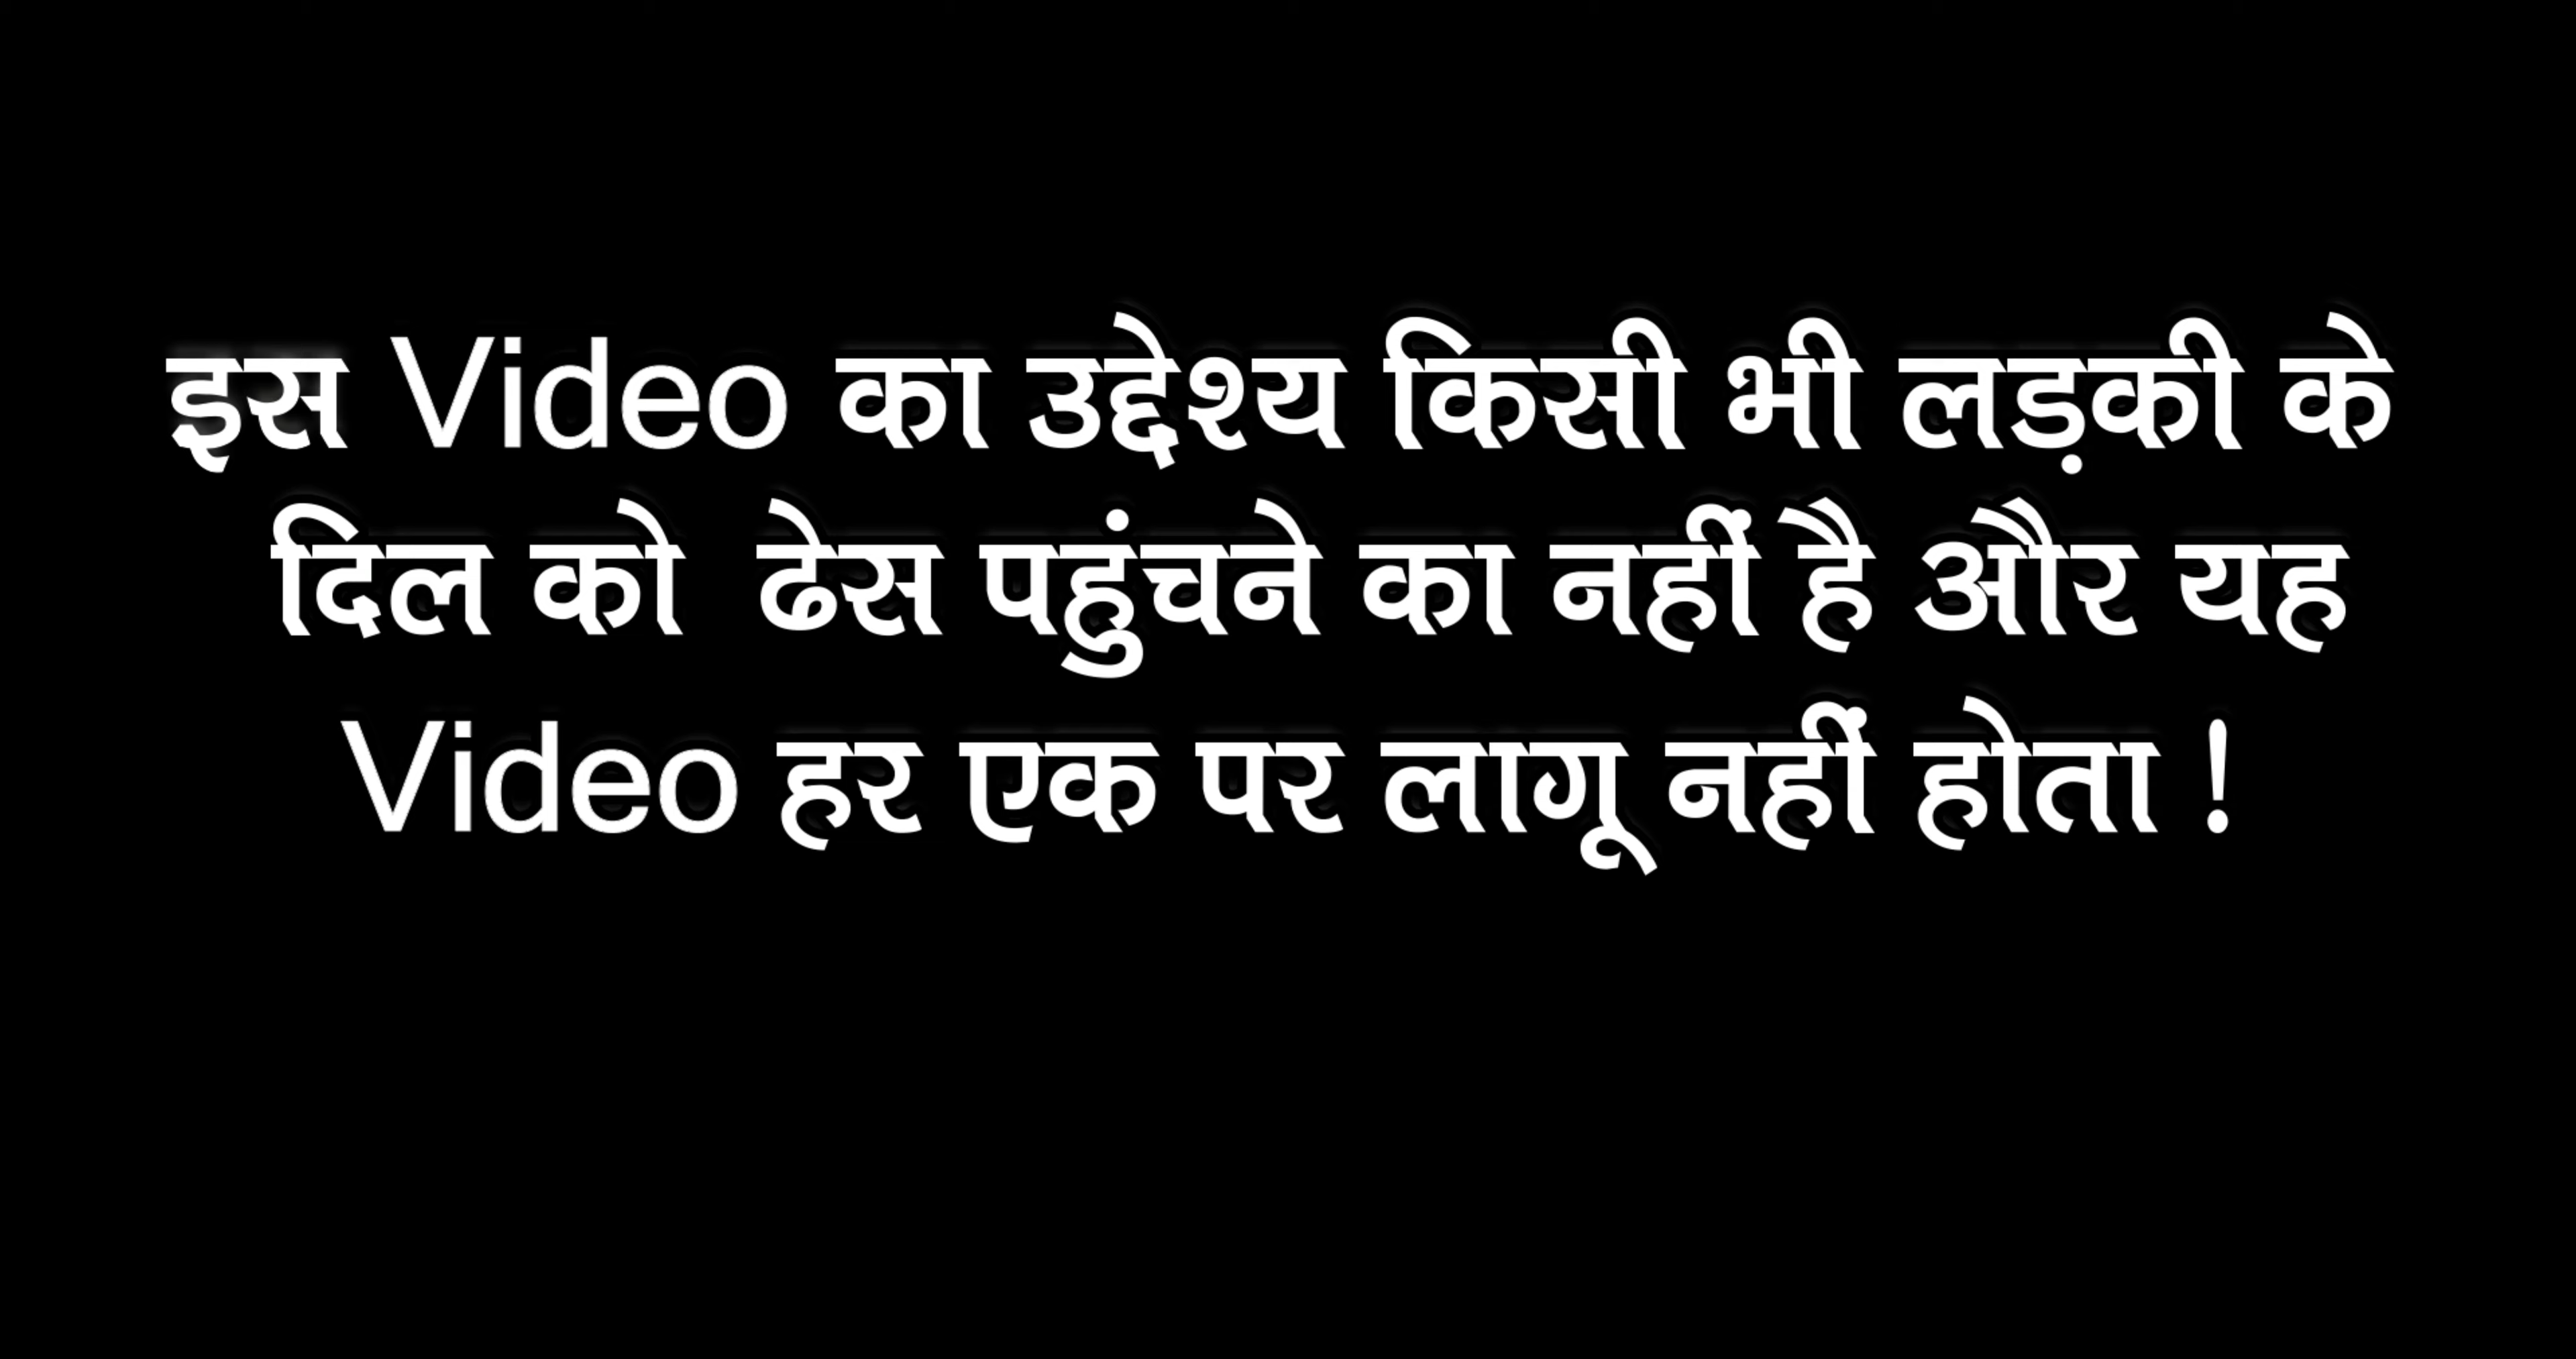 इस Video का उद्देश्य किसी भी लड़की के
दिल को ढेस पहुंचने का नहीं है और यह
Video हर एक पर लागू नहीं होता !